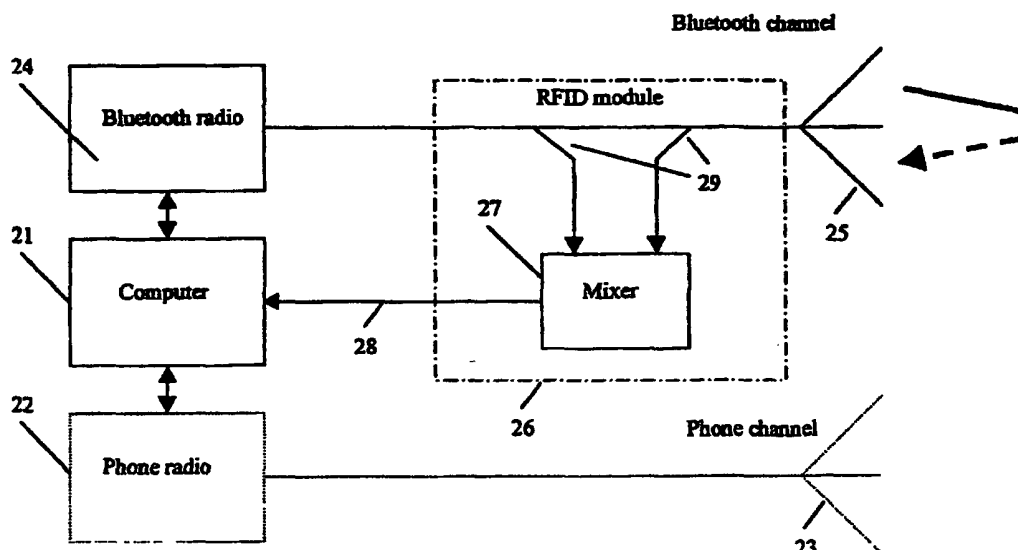 Bluetooth channel
24
RFID module
Bluetooth radio
29
27
25
21
Computer
Mixer
28
22
26
Phone channel
Phone radio
23